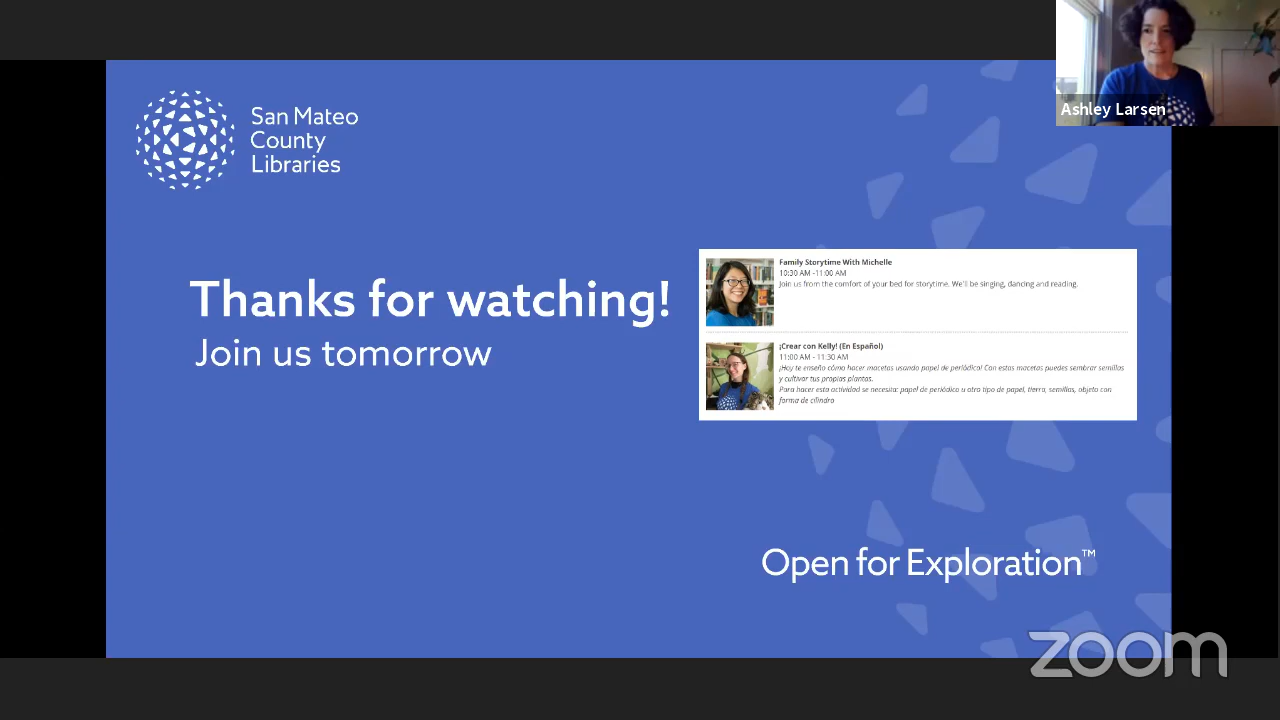 San Mateo
County
Libraries
Ashley Larsen
Thanks for watching!
Join us tomorrow
Family Storytime With Michelle
10:30 AM -11:00 AM
Join us from the comfort of your bed for storytime. We'll be singing, dancing and reading.
¡Crear con Kelly! (En Español)
11:00 AM - 11:30 AM
¡Hoy te enseño cómo hacer macetas usando papel de periódico! Con estas macetas puedes sembrar semillas
y cultivar tus propias plantas.
Para hacer esta actividad se necesita: papel de periódico u otro tipo de papel, tierra, semillas, objeto con
forma de cilindro
Open for Exploration™
zoom